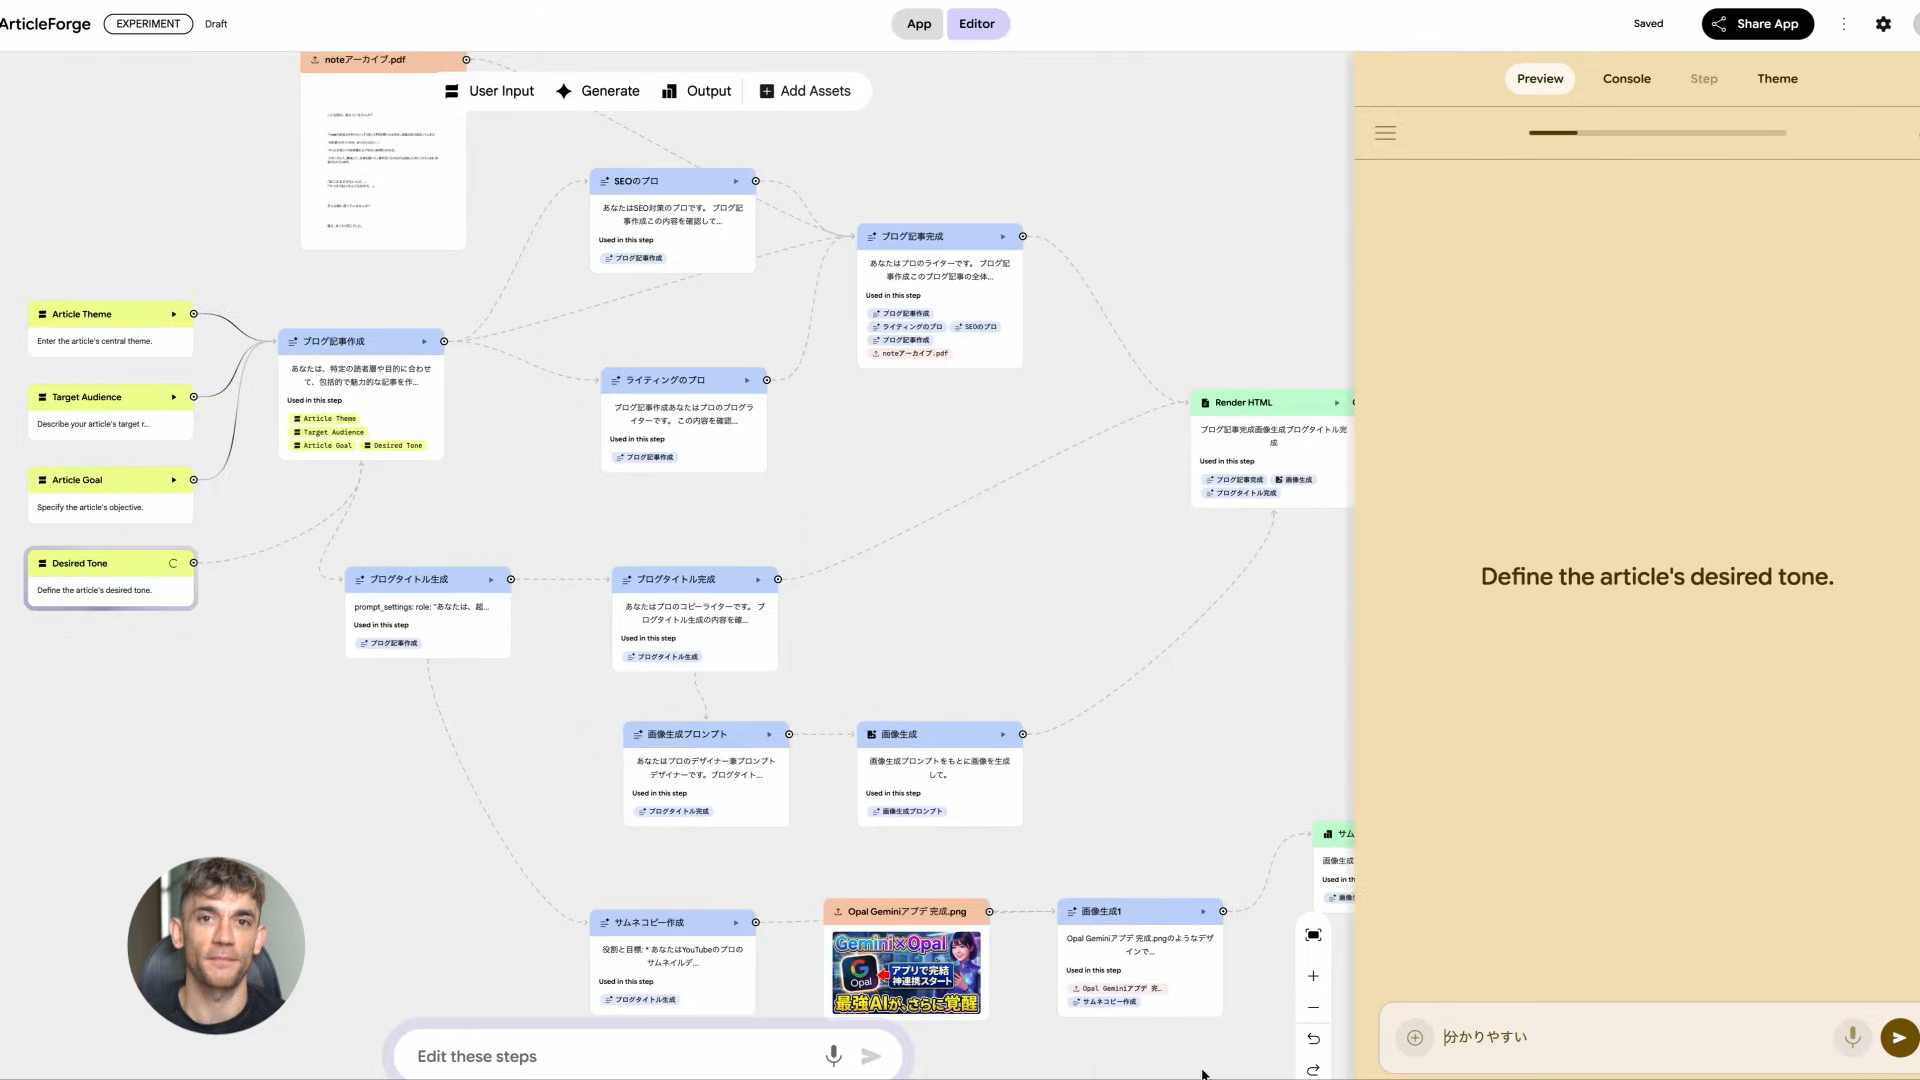 ArticleForge
EXPERIMENT
Draft
App
Editor
Saved
Share App
noteアーカイブ.pdf
User Input
Generate
Output
Add Assets
Preview
Console
Step
Theme
SEOのプロ
あなたはSEO対策のプロです。 ブログ記
事作成この内容を確認して...
Used in this step
ブログ記事作成
ブログ記事完成
あなたはプロのライターです。 ブログ記
事作成このブログ記事の全体...
Used in this step
ブログ記事作成
ライティングのプロ
SEOのプロ
ブログ記事作成
noteアーカイブ.pdf
Article Theme
Enter the article's central theme.
Target Audience
Describe your article's target r...
Article Goal
Specify the article's objective.
Desired Tone
Define the article's desired tone.
ブログ記事作成
あなたは、特定の読者層や目的に合わせ
て、包括的で魅力的な記事を作...
Used in this step
Article Theme
Target Audience
Article Goal
Desired Tone
ライティングのプロ
ブログ記事作成あなたはプロのブログラ
イターです。 この内容を確認...
Used in this step
ブログ記事作成
Render HTML
ブログ記事完成画像生成ブログタイトル完
成
Used in this step
ブログ記事完成
画像生成
ブログタイトル完成
ブログタイトル生成
prompt_settings: role: "あなたは、超...
Used in this step
ブログ記事作成
ブログタイトル完成
あなたはプロのコピーライターです。 ブ
ログタイトル生成の内容を確...
Used in this step
ブログタイトル生成
Define the article's desired tone.
画像生成プロンプト
あなたはプロのデザイナー兼プロンプト
デザイナーです。ブログタイト...
Used in this step
ブログタイトル完成
画像生成
画像生成プロンプトをもとに画像を生成
して。
Used in this step
画像生成プロンプト
サム
画像生成
Used in th
画像
サムネコピー作成
役割と目標: * あなたはYouTubeのプロの
サムネイルデ...
Used in this step
ブログタイトル生成
Opal Geminiアプデ 完成.png
Gemini×Opal
Opal
アプリで完結
神連携スタート
最強AIが、さらに覚醒
画像生成1
Opal Geminiアプデ 完成.pngのようなデザ
インで...
Used in this step
Opal Geminiアプデ 完…
サムネコピー作成
Edit these steps
分かりやすい